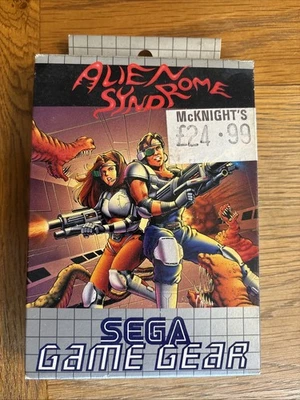 ALIEN
SYNDROME
McKNIGHT'S
£24.99
SEGA
GAME GEAR